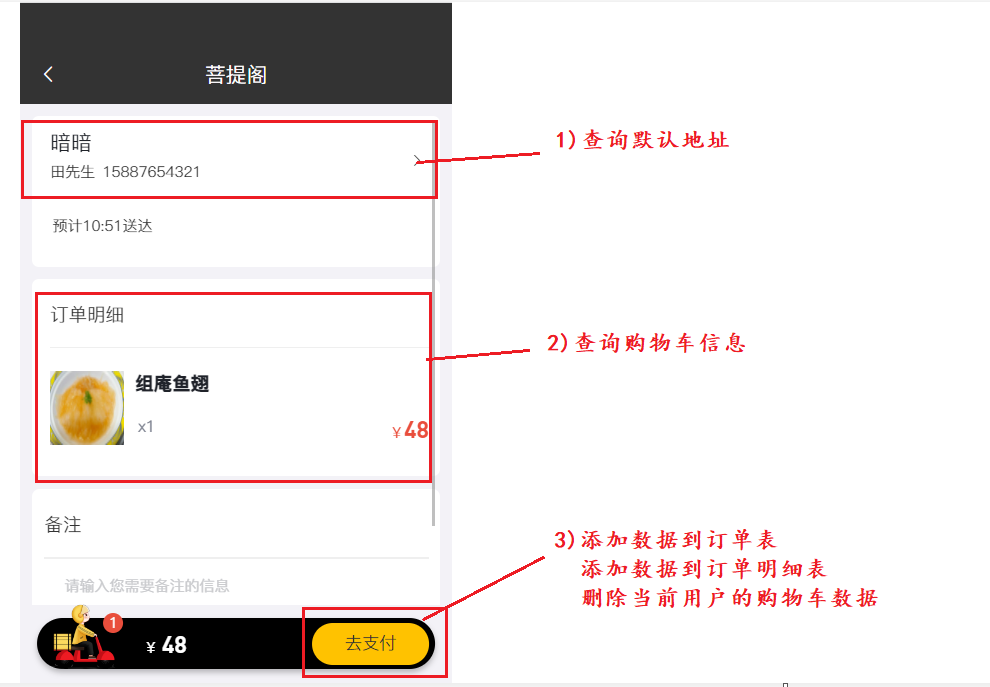 菩提阁
暗暗
田先生 15887654321
1)查询默认地址
预计10:51送达
订单明细
2)查询购物车信息
组庵鱼翅
x1
¥48
备注
请输入您需要备注的信息
3)添加数据到订单表
添加数据到订单明细表
删除当前用户的购物车数据
1
¥ 48
去支付